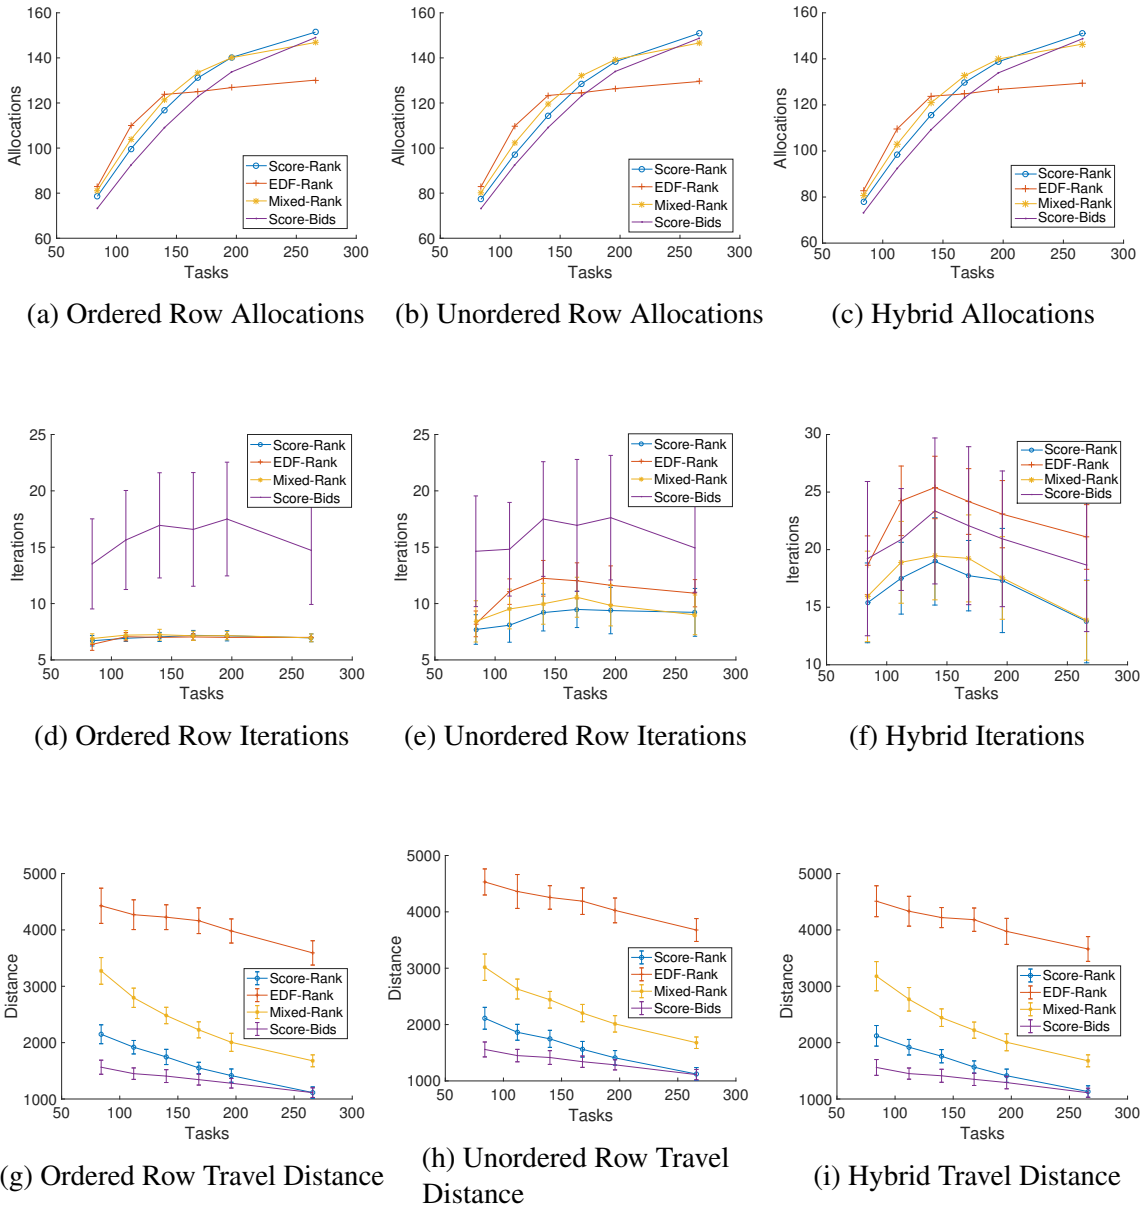 160
140
120
100
80
60
Allocations
50 100 150 200 250 300
Tasks
Score-Rank
EDF-Rank
Mixed-Rank
Score-Bids
(a) Ordered Row Allocations
160
140
120
100
80
60
Allocations
50 100 150 200 250 300
Tasks
Score-Rank
EDF-Rank
Mixed-Rank
Score-Bids
(b) Unordered Row Allocations
160
140
120
100
80
60
Allocations
50 100 150 200 250 300
Tasks
Score-Rank
EDF-Rank
Mixed-Rank
Score-Bids
(c) Hybrid Allocations
25
20
15
10
5
Iterations
50 100 150 200 250 300
Tasks
Score-Rank
EDF-Rank
Mixed-Rank
Score-Bids
(d) Ordered Row Iterations
25
20
15
10
5
Iterations
50 100 150 200 250 300
Tasks
Score-Rank
EDF-Rank
Mixed-Rank
Score-Bids
(e) Unordered Row Iterations
30
25
20
15
10
Iterations
50 100 150 200 250 300
Tasks
Score-Rank
EDF-Rank
Mixed-Rank
Score-Bids
(f) Hybrid Iterations
5000
4000
3000
2000
1000
Distance
50 100 150 200 250 300
Tasks
Score-Rank
EDF-Rank
Mixed-Rank
Score-Bids
(g) Ordered Row Travel Distance
5000
4000
3000
2000
1000
Distance
50 100 150 200 250 300
Tasks
Score-Rank
EDF-Rank
Mixed-Rank
Score-Bids
(h) Unordered Row Travel
Distance
5000
4000
3000
2000
1000
Distance
50 100 150 200 250 300
Tasks
Score-Rank
EDF-Rank
Mixed-Rank
Score-Bids
(i) Hybrid Travel Distance